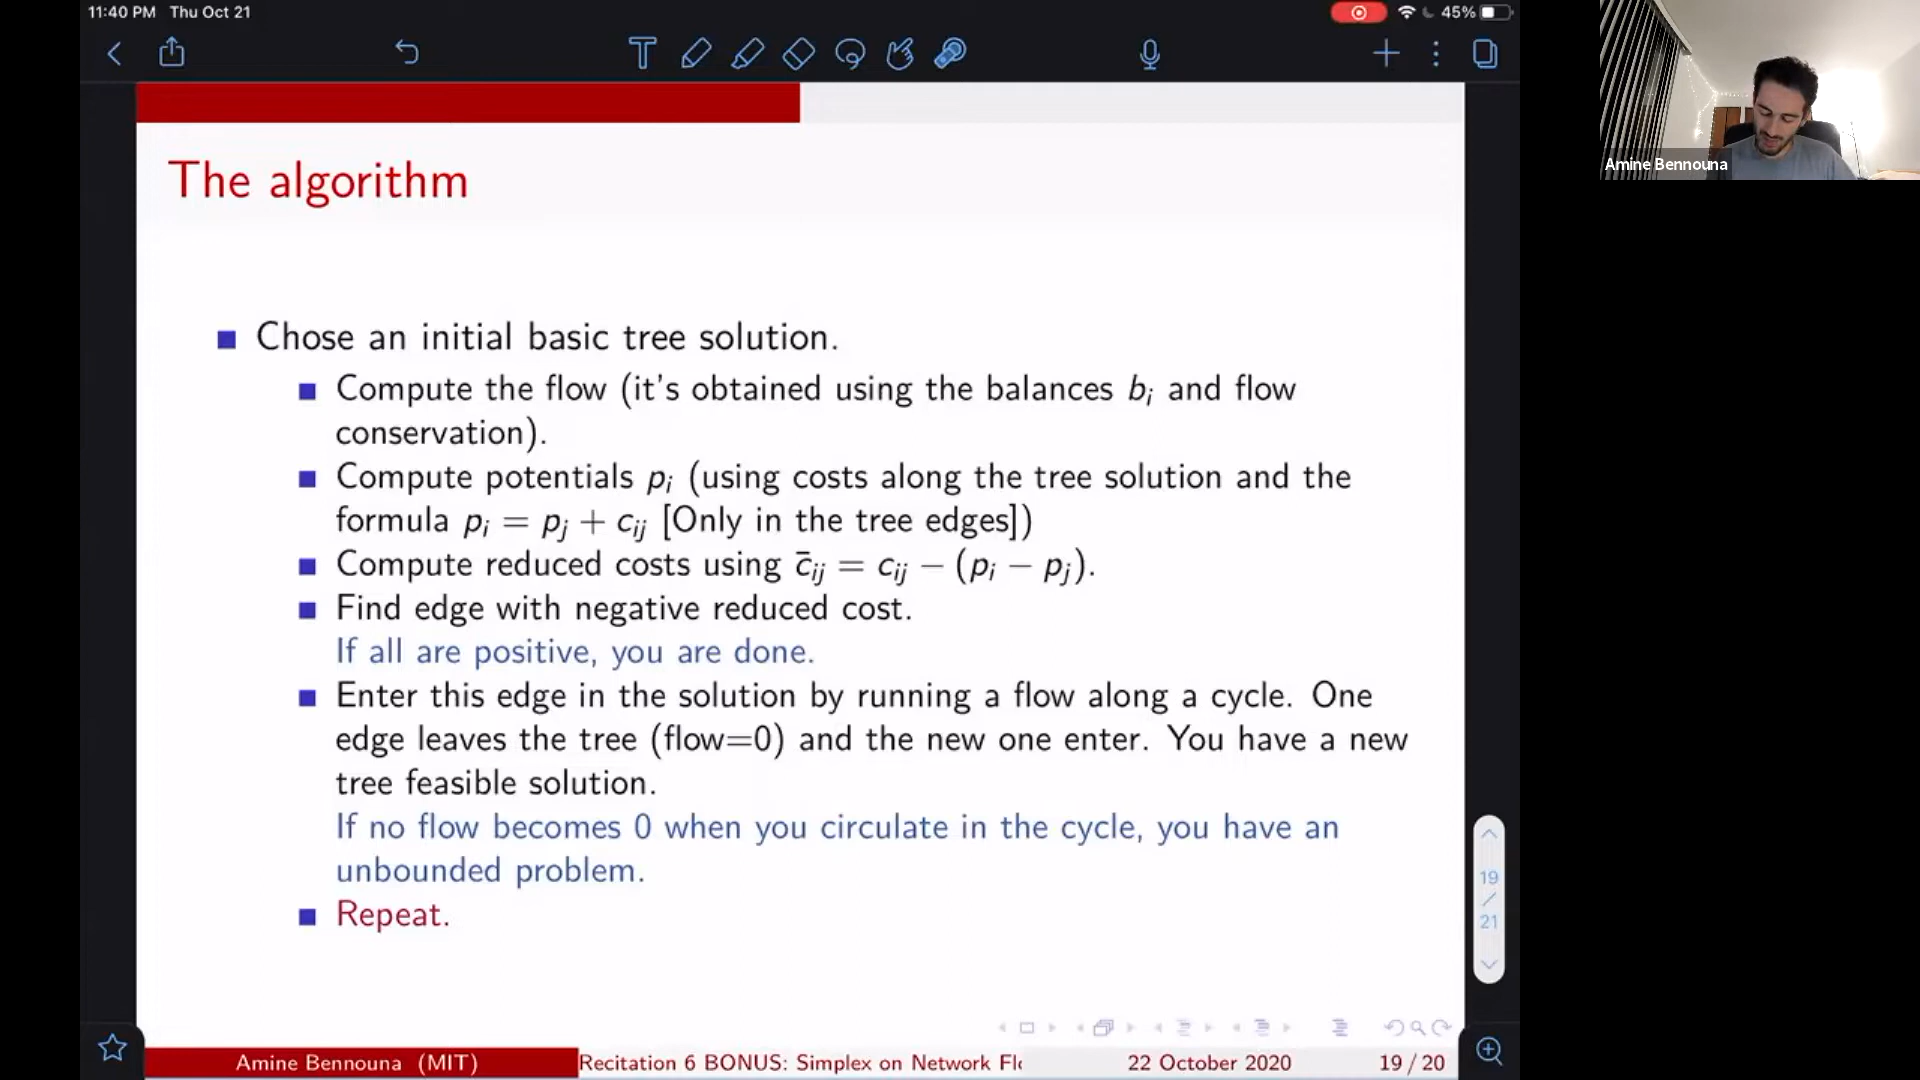 11:40 PM Thu Oct 21
45%
Amine Bennouna
The algorithm
Chose an initial basic tree solution.
Compute the flow (it's obtained using the balances bᵢ and flow
conservation).
Compute potentials pᵢ (using costs along the tree solution and the
formula pᵢ = pⱼ + cᵢⱼ [Only in the tree edges])
Compute reduced costs using c̄ᵢⱼ = cᵢⱼ − (pᵢ − pⱼ).
Find edge with negative reduced cost.
If all are positive, you are done.
Enter this edge in the solution by running a flow along a cycle. One
edge leaves the tree (flow=0) and the new one enter. You have a new
tree feasible solution.
If no flow becomes 0 when you circulate in the cycle, you have an
unbounded problem.
Repeat.
19
/
21
Amine Bennouna (MIT) Recitation 6 BONUS: Simplex on Network Flo 22 October 2020 19 / 20